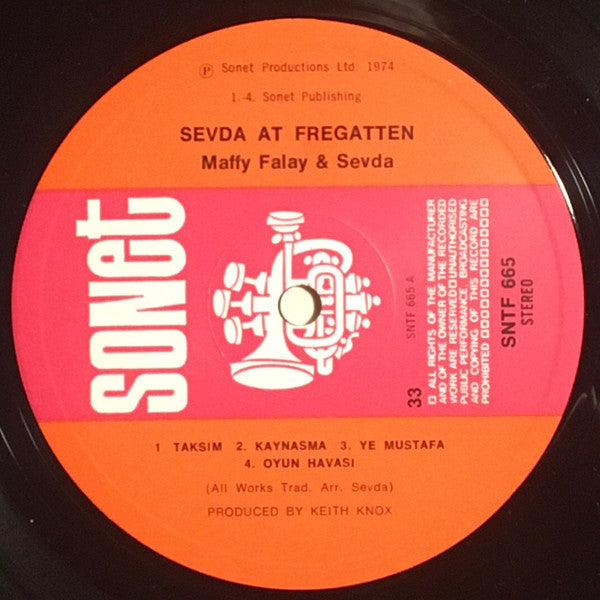 ℗ Sonet Productions Ltd. 1974
1.-4. Sonet Publishing
SEVDA AT FREGATTEN
Maffy Falay & Sevda
sonet
SNTF 665 A
33
□ ALL RIGHTS OF THE MANUFACTURER
AND OF THE OWNER OF THE RECORDED
WORK ARE RESERVED □ UNAUTHORISED
PUBLIC PERFORMANCE, BROADCASTING
AND COPYING OF THIS RECORD ARE
PROHIBITED □□□□□□□□□□□□□□
SNTF 665
STEREO
1 TAKSIM 2. KAYNASMA 3. YE MUSTAFA
4. OYUN HAVASI
(All Works Trad. Arr. Sevda)
PRODUCED BY KEITH KNOX